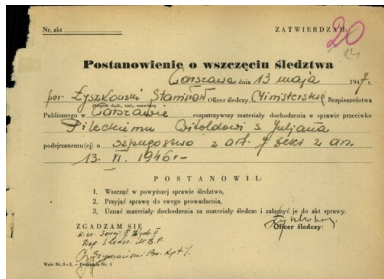 Nr. akt
ZATWIERDZAM:
20
Postanowienie o wszczęciu śledztwa
Warszawa dnia 13 maja 1947 r.
por. Łyszkowski Stanisław Oficer śledczy Ministerstwa Bezpieczeństwa
Publicznego w Warszawie rozpatrzywszy materiały dochodzenia w sprawie przeciwko
Pileckiemu Witoldowi s. Juljana
podejrzanemu (ej) o szpiegostwo z art. 7 dekr. z dn.
13. VI. 1946 r.
POSTANOWIŁ:
1. Wszcząć w powyższej sprawie śledztwo,
2. Przyjąć sprawę do swego prowadzenia,
3. Uznać materiały dochodzenia za materiały śledcze i załączyć je do akt sprawy.
ZGADZAM SIĘ
Oficer śledczy:
Dep. Śledcz. M.B.P.